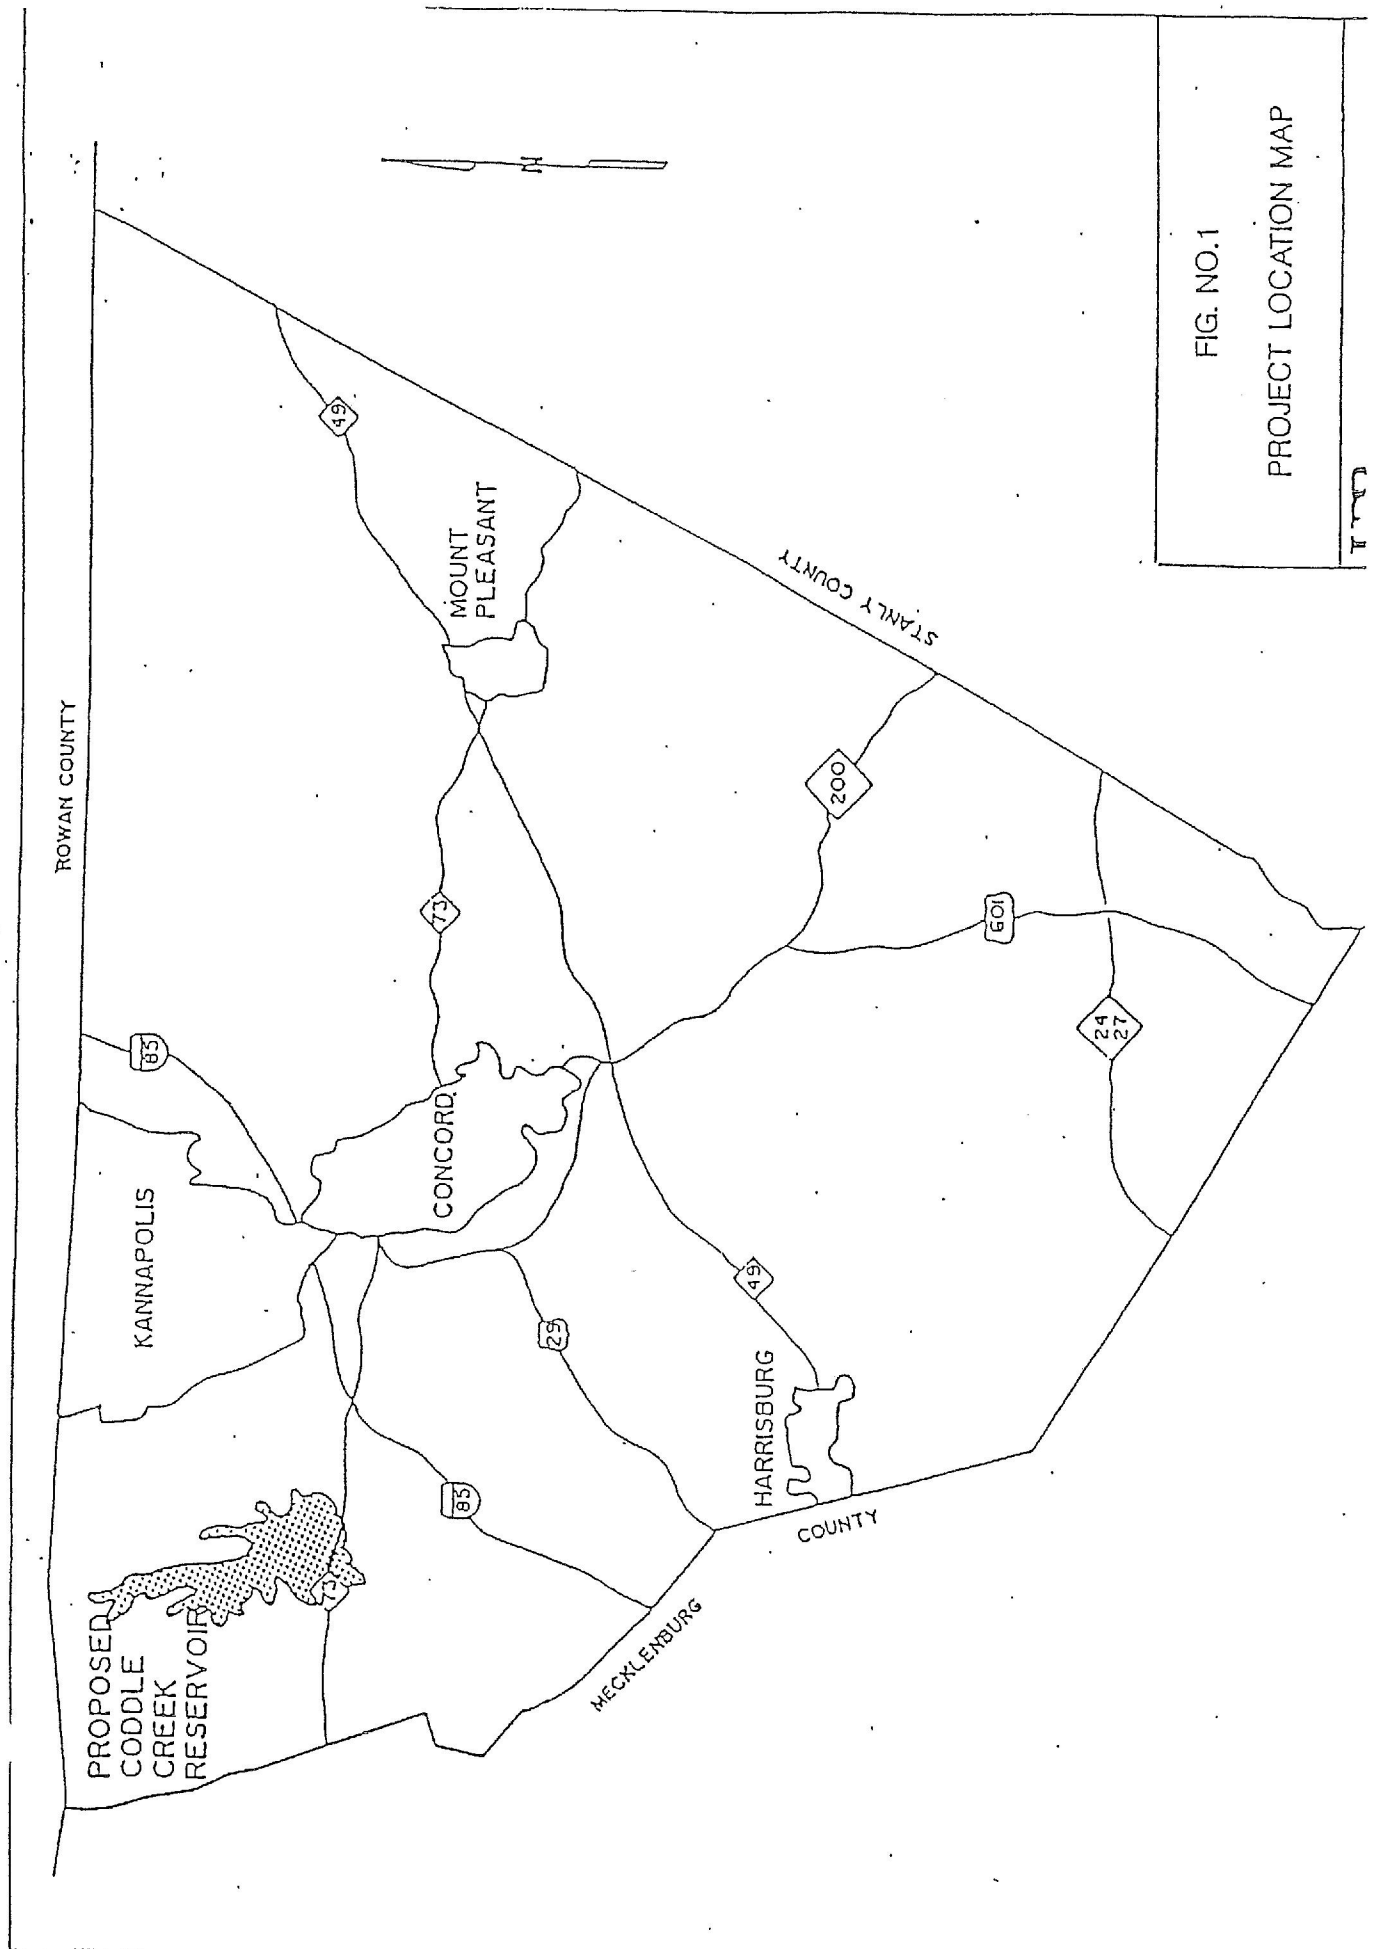 ROWAN COUNTY
PROPOSED
CODDLE
CREEK
RESERVOIR
KANNAPOLIS
85
49
N
73
73
CONCORD
MOUNT
PLEASANT
85
29
MECKLENBURG
COUNTY
HARRISBURG
49
200
STANLY COUNTY
601
24
27
FIG. NO.1
PROJECT LOCATION MAP